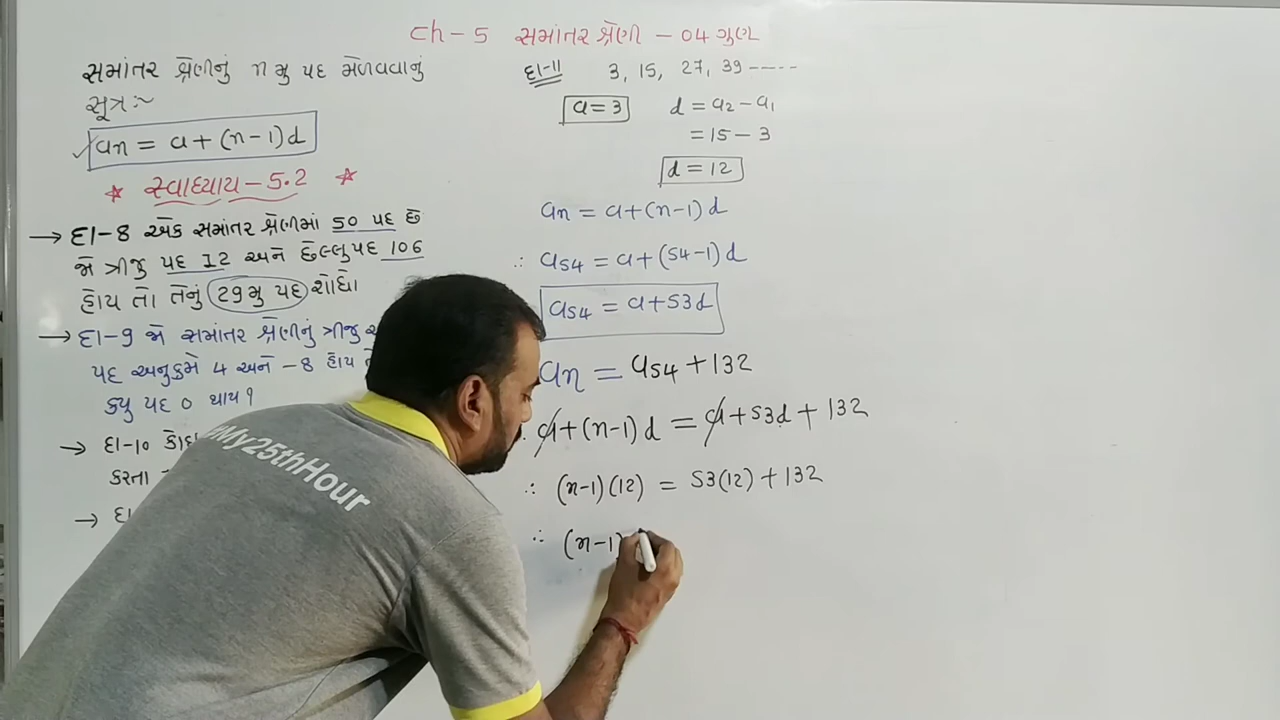 Ch - 5 સમાંતર શ્રેણી - 04 ગુણ
સમાંતર શ્રેણીનું n મુ પદ મેળવવાનું
સૂત્ર :-
an = a + (n-1)d
* સ્વાધ્યાય - 5.2 *
→ દા-8 એક સમાંતર શ્રેણીમાં 50 પદ છે
જો ત્રીજુ પદ 12 અને છેલ્લુ પદ 106
હોય તો તેનું 29મુ પદ શોધો
→ દા-9 જો સમાંતર શ્રેણીનું ત્રીજુ
પદ અનુક્રમે 4 અને -8 હોય
કયુ પદ 0 થાય?
→ દા-10
કરતા
→
દા-11 3, 15, 27, 39 -----
a = 3 d = a2 - a1
= 15 - 3
d = 12
an = a + (n-1)d
∴ a54 = a + (54-1)d
a54 = a + 53d
an = a54 + 132
a + (n-1)d = a + 53d + 132
∴ (n-1)(12) = 53(12) + 132
∴ (n-1)
eMy25thHour